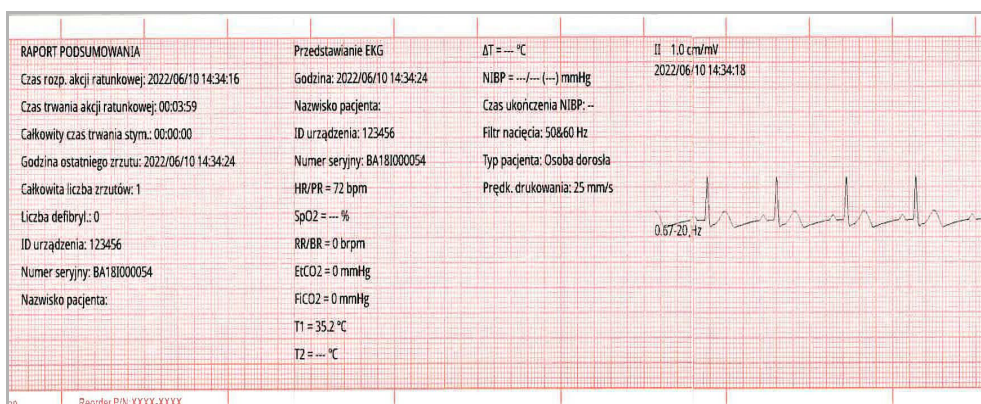 RAPORT PODSUMOWANIA
Czas rozp. akcji ratunkowej: 2022/06/10 14:34:16
Czas trwania akcji ratunkowej: 00:03:59
Całkowity czas trwania stym.: 00:00:00
Godzina ostatniego zrzutu: 2022/06/10 14:34:24
Całkowita liczba zrzutów: 1
Liczba defibryl.: 0
ID urządzenia: 123456
Numer seryjny: BA18I000054
Nazwisko pacjenta:
Przedstawianie EKG
Godzina: 2022/06/10 14:34:24
Nazwisko pacjenta:
ID urządzenia: 123456
Numer seryjny: BA18I000054
HR/PR = 72 bpm
SpO2 = --- %
RR/BR = 0 brpm
EtCO2 = 0 mmHg
FiCO2 = 0 mmHg
T1 = 35.2 °C
T2 = --- °C
ΔT = --- °C
NIBP = ---/--- (---) mmHg
Czas ukończenia NIBP: --
Filtr nacięcia: 50&60 Hz
Typ pacjenta: Osoba dorosła
Prędk. drukowania: 25 mm/s
II 1.0 cm/mV
2022/06/10 14:34:18
0.67-20, Hz
Reorder P/N: XXXX-XXXX